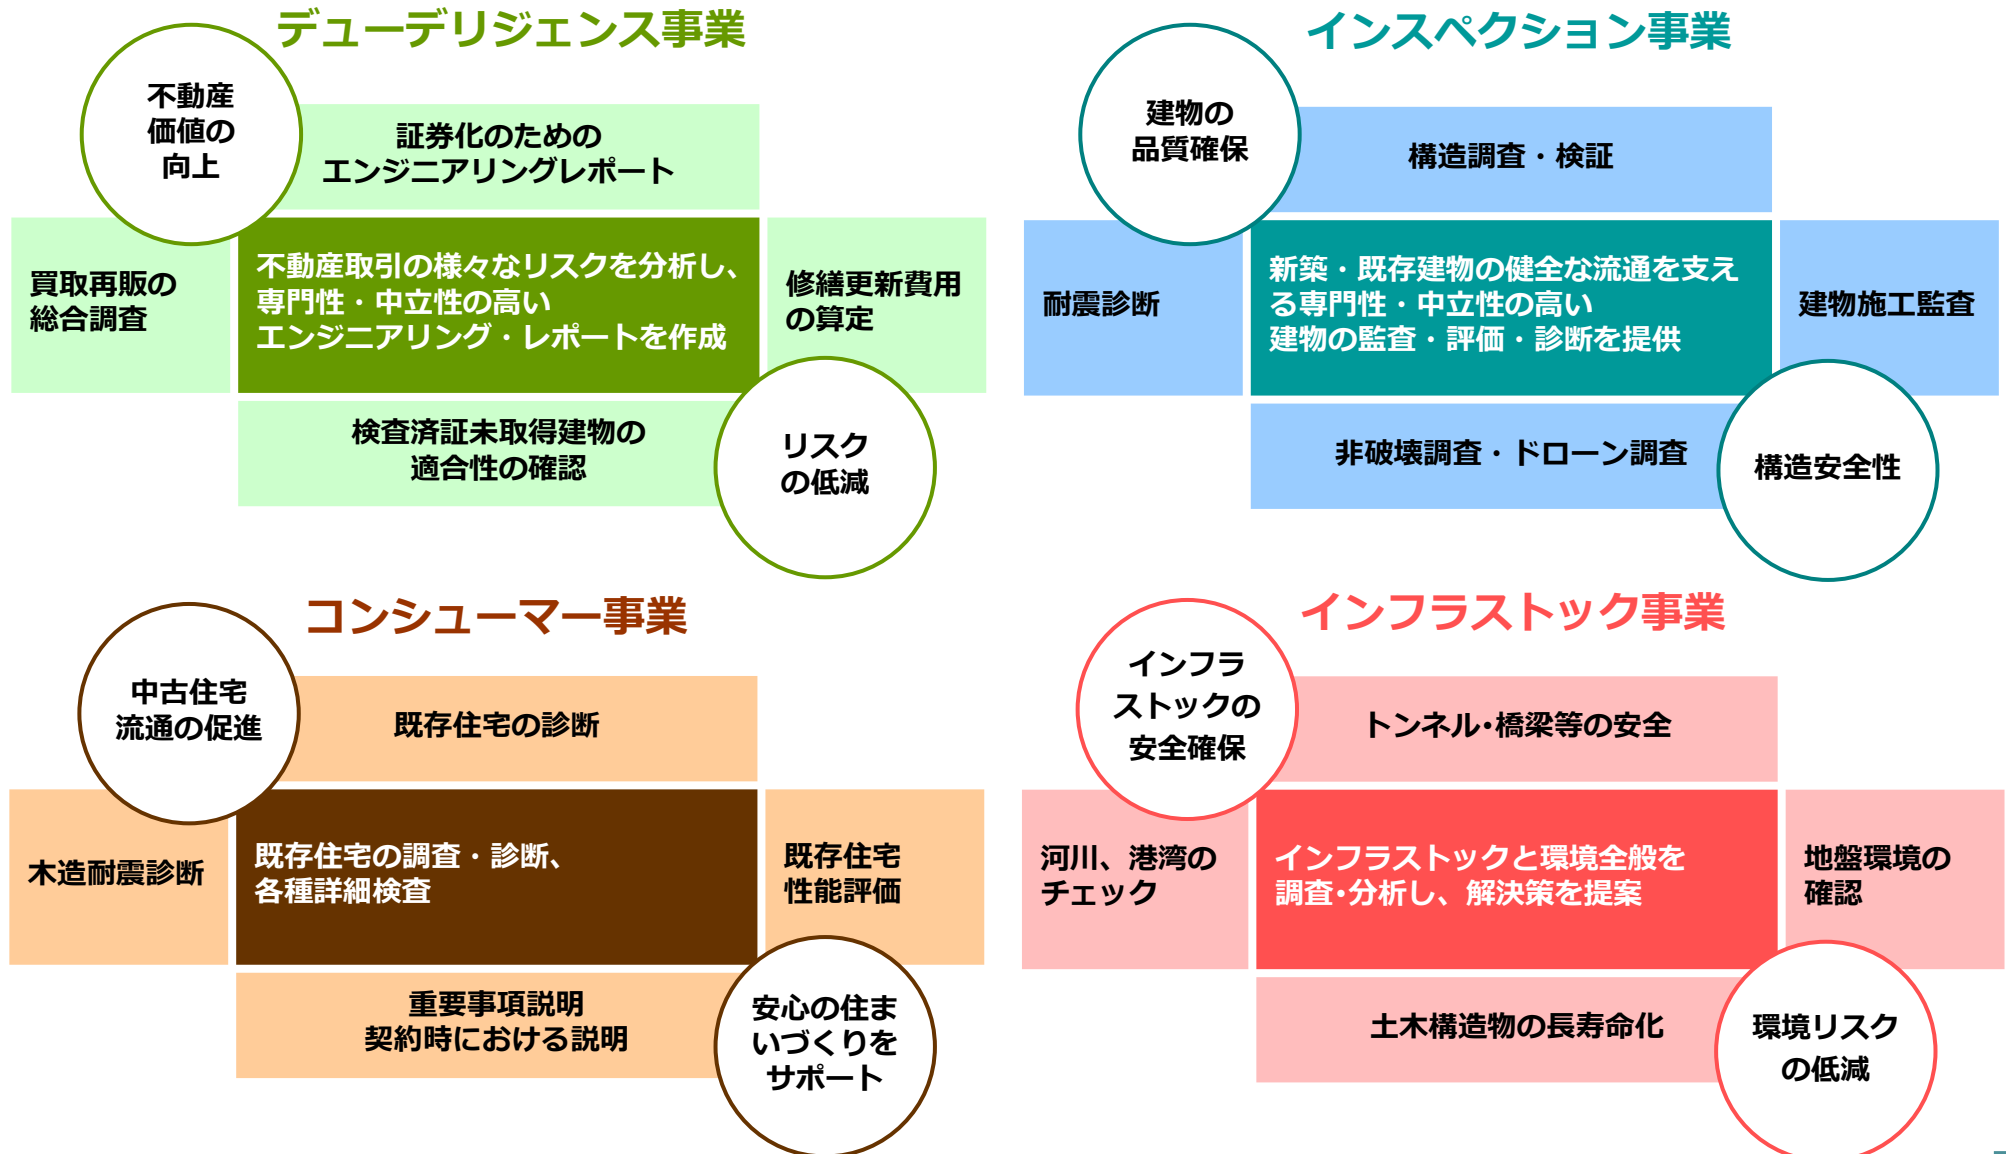 デューデリジェンス事業
不動産
価値の
向上
証券化のための
エンジニアリングレポート
買取再販の
総合調査
不動産取引の様々なリスクを分析し、
専門性・中立性の高い
エンジニアリング・レポートを作成
修繕更新費用
の算定
検査済証未取得建物の
適合性の確認
リスク
の低減
インスペクション事業
建物の
品質確保
構造調査・検証
耐震診断
新築・既存建物の健全な流通を支え
る専門性・中立性の高い
建物の監査・評価・診断を提供
建物施工監査
非破壊調査・ドローン調査
構造安全性
コンシューマー事業
中古住宅
流通の促進
既存住宅の診断
木造耐震診断
既存住宅の調査・診断、
各種詳細検査
既存住宅
性能評価
重要事項説明
契約時における説明
安心の住ま
いづくりを
サポート
インフラストック事業
インフラ
ストックの
安全確保
トンネル・橋梁等の安全
河川、港湾の
チェック
インフラストックと環境全般を
調査・分析し、解決策を提案
地盤環境の
確認
土木構造物の長寿命化
環境リスク
の低減